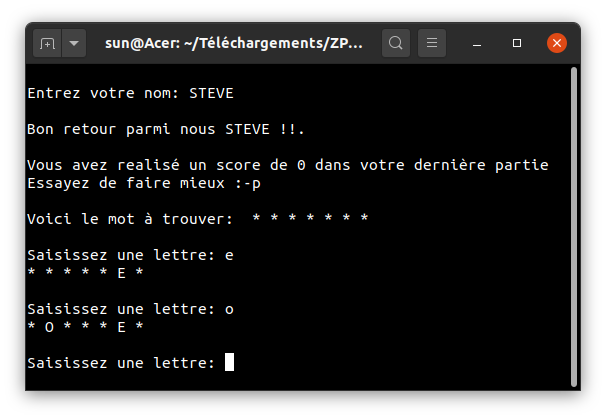 sun@Acer: ~/Téléchargements/ZP...
Entrez votre nom: STEVE
Bon retour parmi nous STEVE !!.
Vous avez realisé un score de 0 dans votre dernière partie
Essayez de faire mieux :-p
Voici le mot à trouver:  * * * * * * *
Saisissez une lettre: e
* * * * * E *
Saisissez une lettre: o
* O * * * E *
Saisissez une lettre: